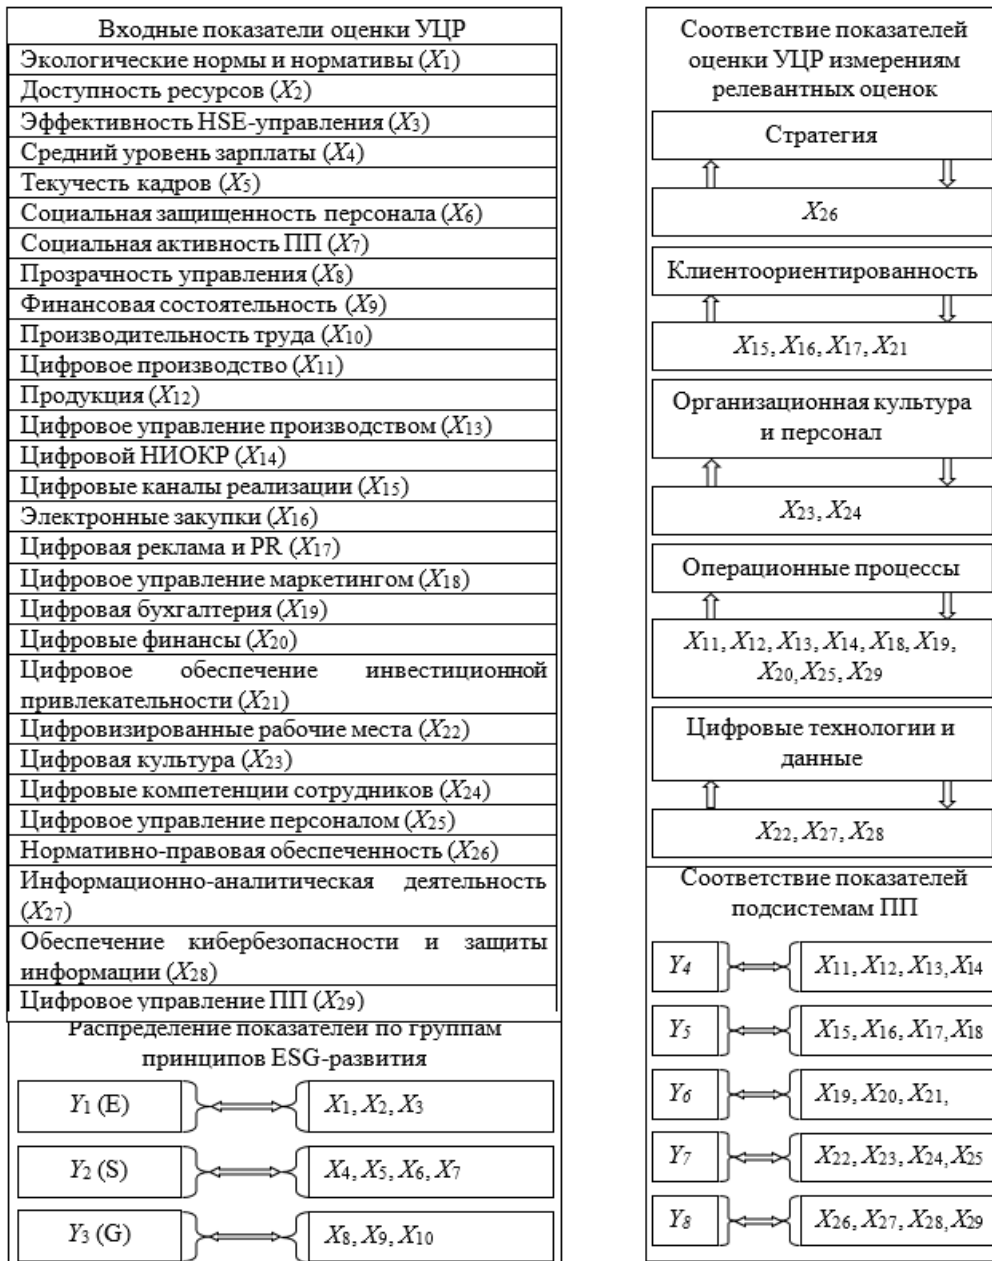 Входные показатели оценки УЦР
Экологические нормы и нормативы (X1)
Доступность ресурсов (X2)
Эффективность HSE-управления (X3)
Средний уровень зарплаты (X4)
Текучесть кадров (X5)
Социальная защищенность персонала (X6)
Социальная активность ПП (X7)
Прозрачность управления (X8)
Финансовая состоятельность (X9)
Производительность труда (X10)
Цифровое производство (X11)
Продукция (X12)
Цифровое управление производством (X13)
Цифровой НИОКР (X14)
Цифровые каналы реализации (X15)
Электронные закупки (X16)
Цифровая реклама и PR (X17)
Цифровое управление маркетингом (X18)
Цифровая бухгалтерия (X19)
Цифровые финансы (X20)
Цифровое обеспечение инвестиционной
привлекательности (X21)
Цифровизированные рабочие места (X22)
Цифровая культура (X23)
Цифровые компетенции сотрудников (X24)
Цифровое управление персоналом (X25)
Нормативно-правовая обеспеченность (X26)
Информационно-аналитическая деятельность
(X27)
Обеспечение кибербезопасности и защиты
информации (X28)
Цифровое управление ПП (X29)
Распределение показателей по группам
принципов ESG-развития
Y1 (E)
X1, X2, X3
Y2 (S)
X4, X5, X6, X7
Y3 (G)
X8, X9, X10
Соответствие показателей
оценки УЦР измерениям
релевантных оценок
Стратегия
X26
Клиентоориентированность
X15, X16, X17, X21
Организационная культура
и персонал
X23, X24
Операционные процессы
X11, X12, X13, X14, X18, X19,
X20, X25, X29
Цифровые технологии и
данные
X22, X27, X28
Соответствие показателей
подсистемам ПП
Y4
X11, X12, X13, X14
Y5
X15, X16, X17, X18
Y6
X19, X20, X21,
Y7
X22, X23, X24, X25
Y8
X26, X27, X28, X29